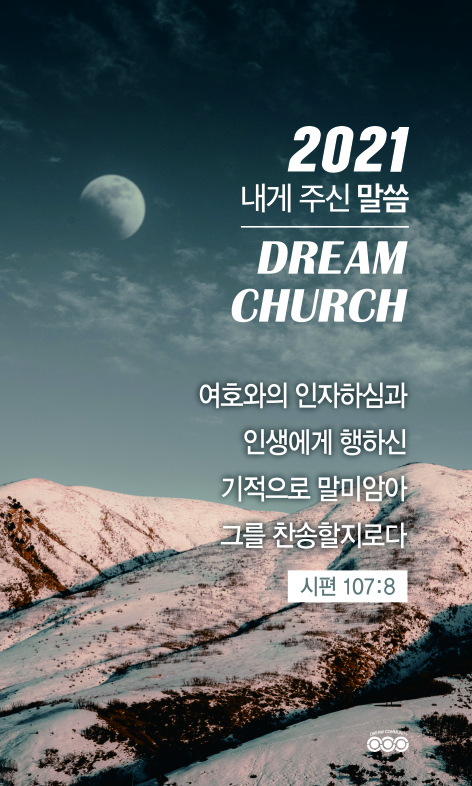 2021
내게 주신 말씀
DREAM
CHURCH
여호와의 인자하심과
인생에게 행하신
기적으로 말미암아
그를 찬송할지로다
시편 107:8